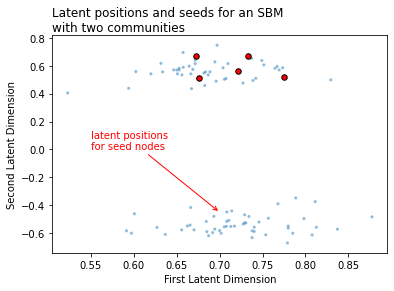 Latent positions and seeds for an SBM
with two communities
Second Latent Dimension
0.8
0.6
0.4
0.2
0.0
−0.2
−0.4
−0.6
latent positions
for seed nodes
0.55
0.60
0.65
0.70
0.75
0.80
0.85
First Latent Dimension